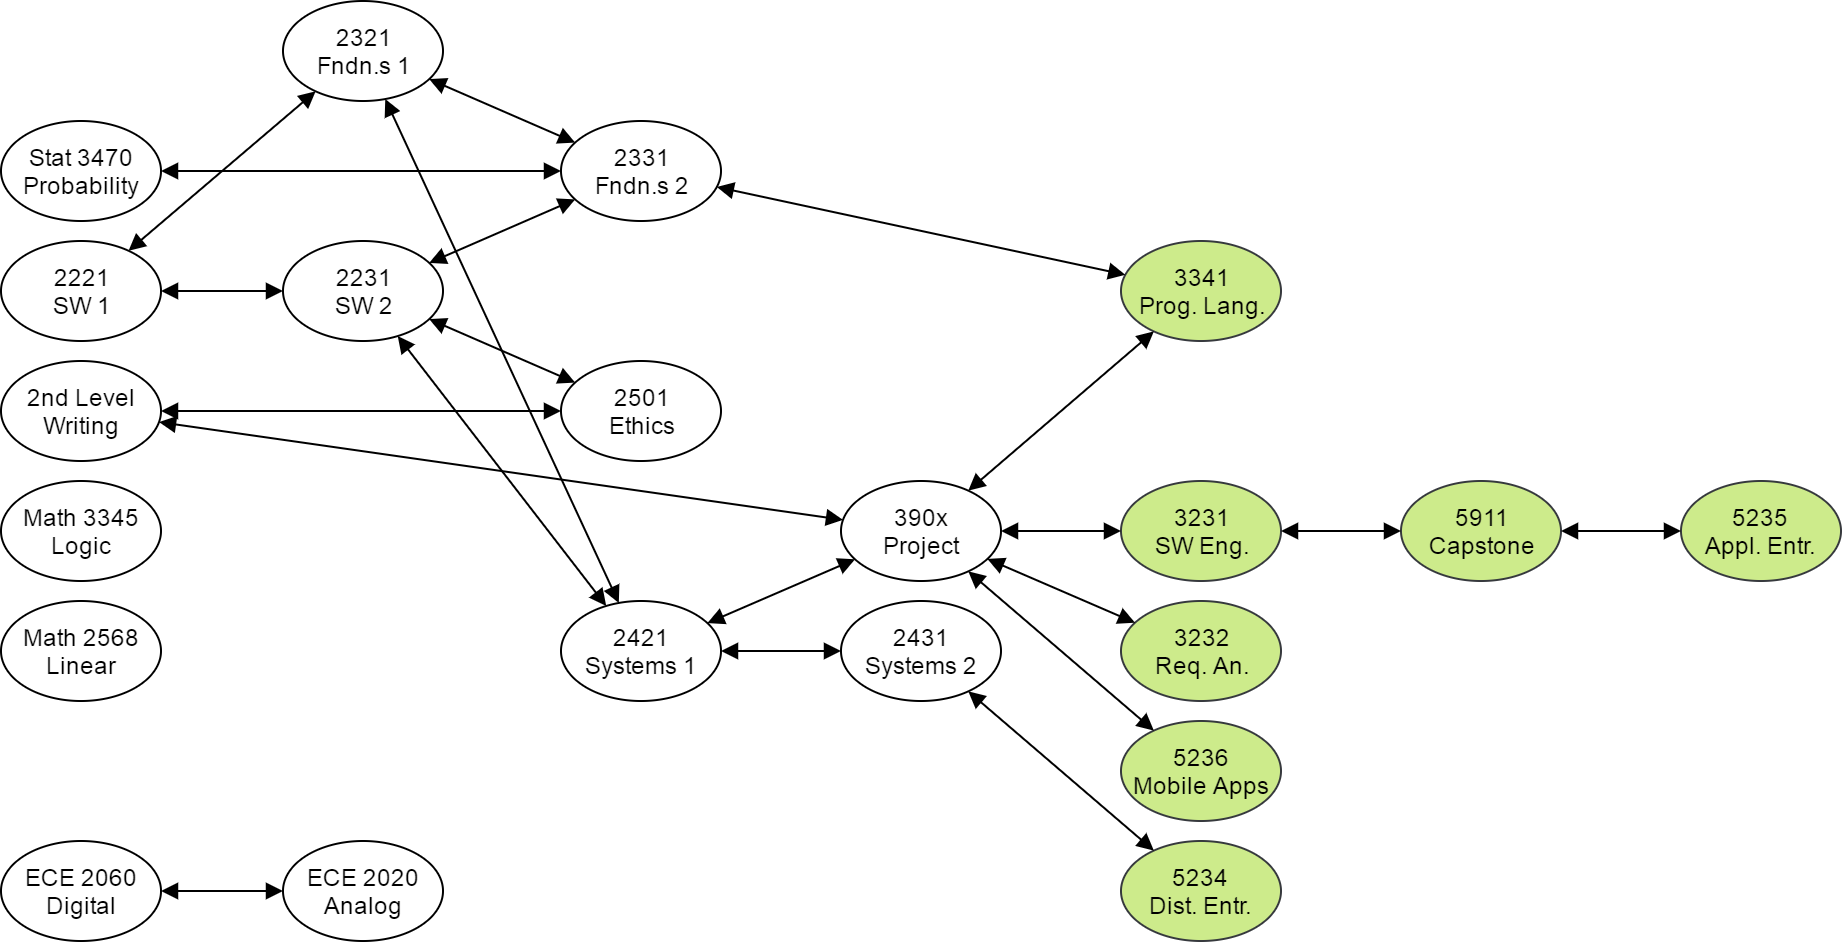 2321
Fndn.s 1
Stat 3470
Probability
2331
Fndn.s 2
2221
SW 1
2231
SW 2
3341
Prog. Lang.
2nd Level
Writing
2501
Ethics
Math 3345
Logic
390x
Project
3231
SW Eng.
5911
Capstone
5235
Appl. Entr.
Math 2568
Linear
2421
Systems 1
2431
Systems 2
3232
Req. An.
5236
Mobile Apps
ECE 2060
Digital
ECE 2020
Analog
5234
Dist. Entr.